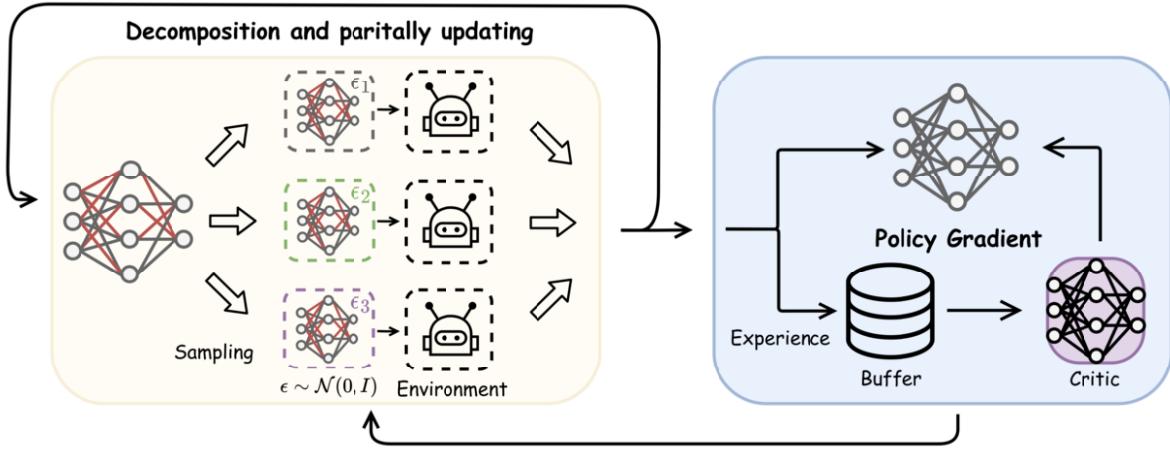 Decomposition and paritally updating
ϵ₁
ϵ₂
ϵ₃
Sampling
ϵ ∼ 𝒩(0, I)
Environment
Policy Gradient
Experience
Buffer
Critic